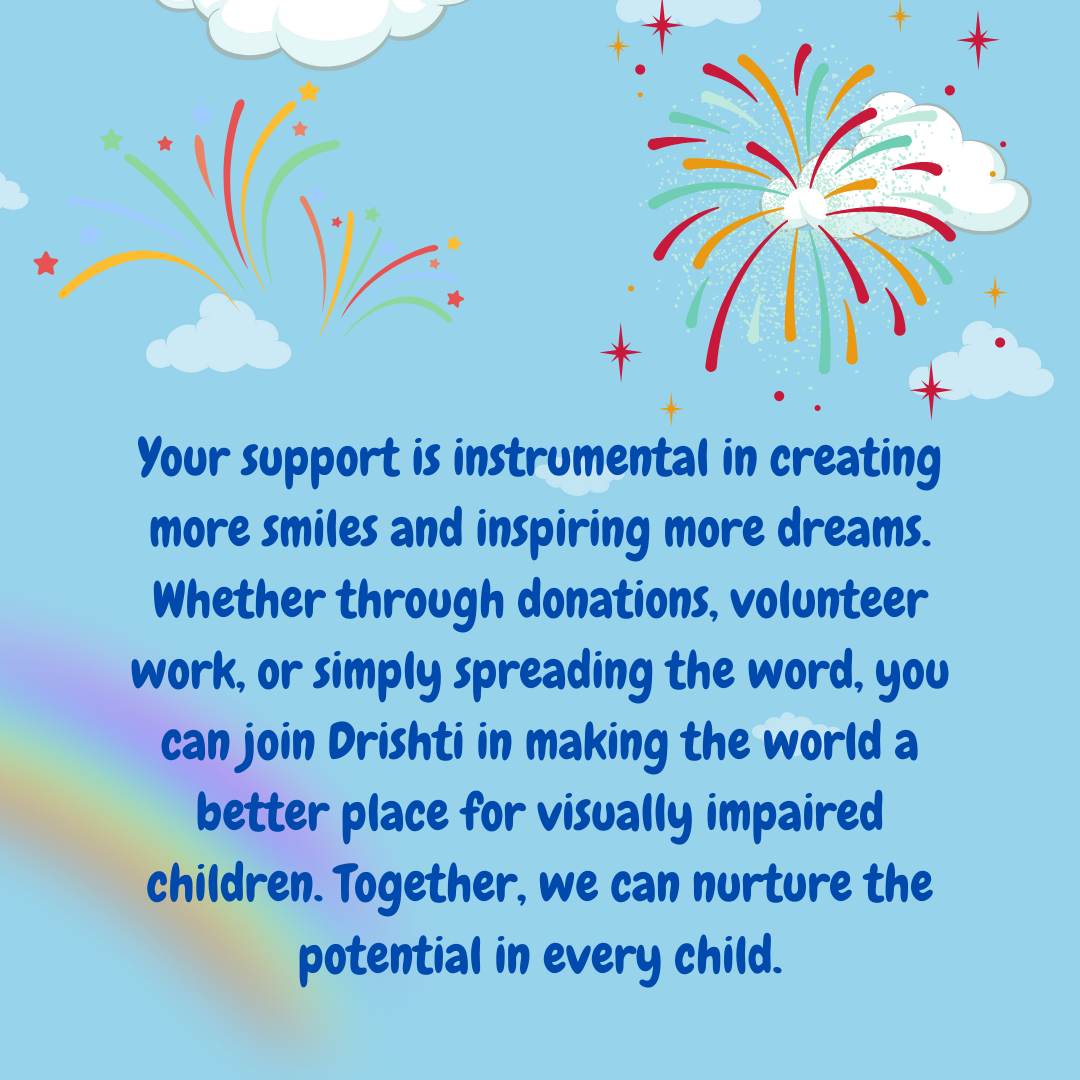 Your support is instrumental in creating
more smiles and inspiring more dreams.
Whether through donations, volunteer
work, or simply spreading the word, you
can join Drishti in making the world a
better place for visually impaired
children. Together, we can nurture the
potential in every child.